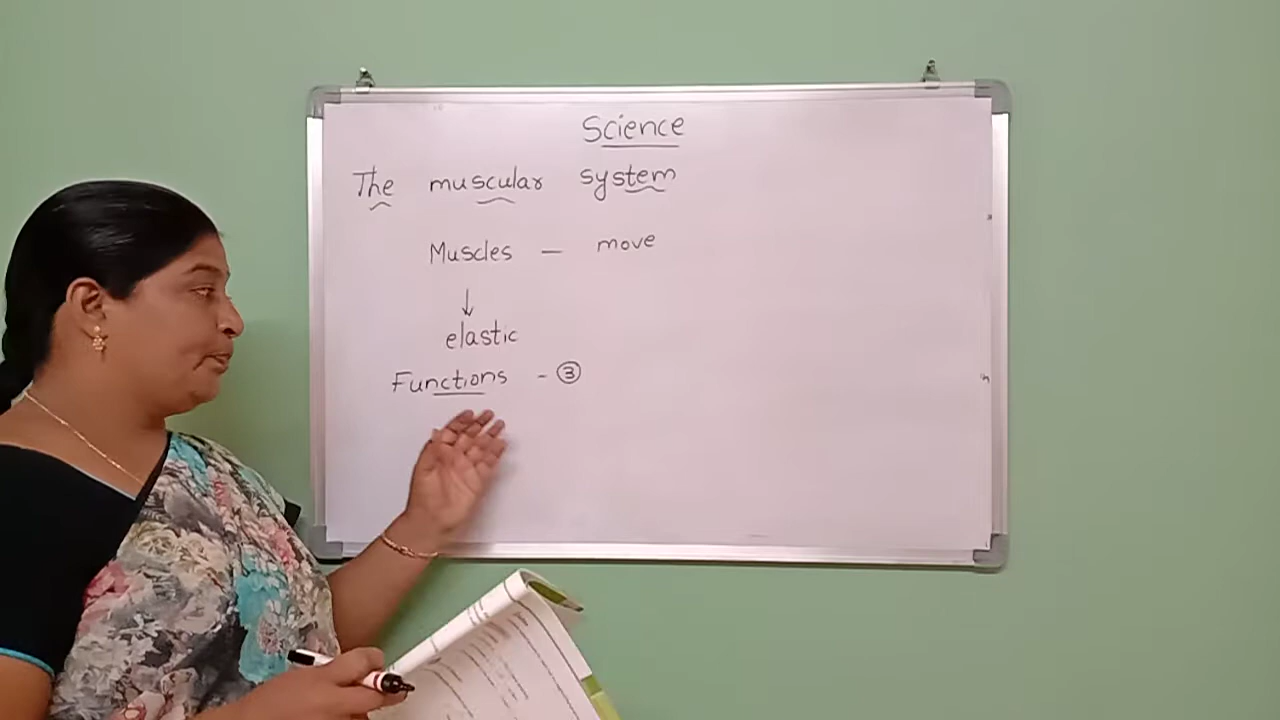 Science
The muscular system
Muscles — move
↓
elastic
Functions - ③